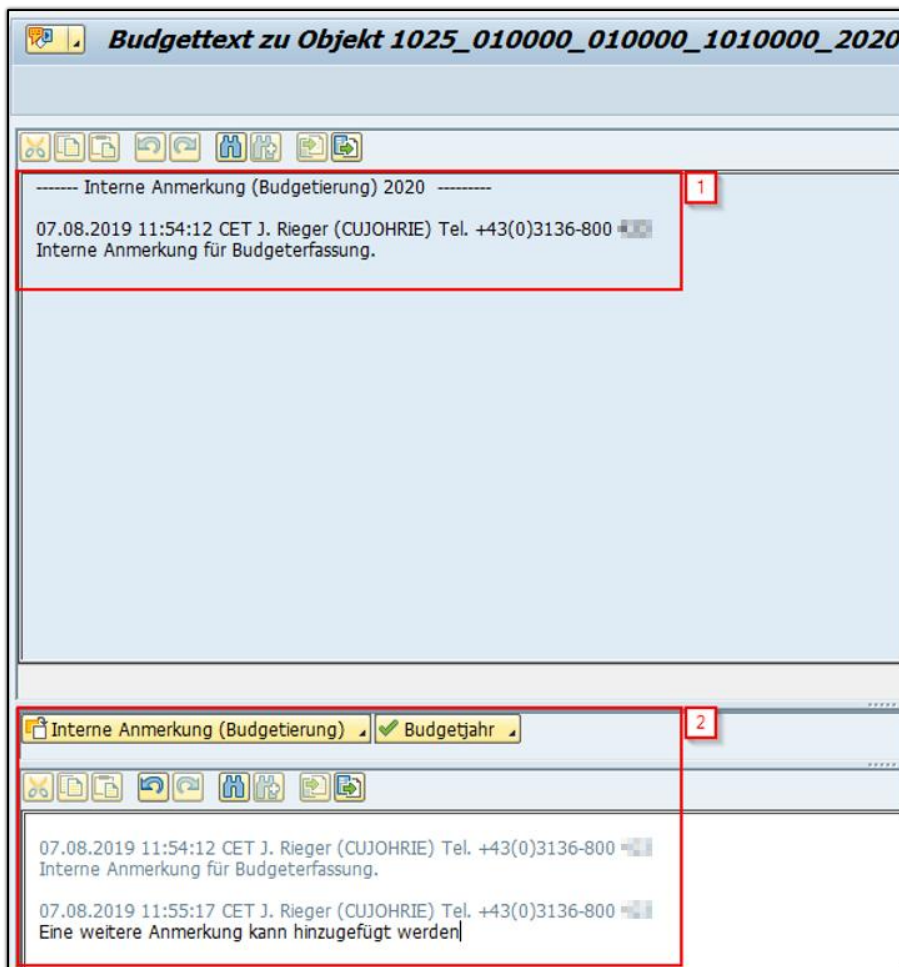 Budgettext zu Objekt 1025_010000_010000_1010000_2020
------- Interne Anmerkung (Budgetierung) 2020 ---------
1
07.08.2019 11:54:12 CET J. Rieger (CUJOHRIE) Tel. +43(0)3136-800
Interne Anmerkung für Budgeterfassung.
Interne Anmerkung (Budgetierung) Budgetjahr
2
07.08.2019 11:54:12 CET J. Rieger (CUJOHRIE) Tel. +43(0)3136-800
Interne Anmerkung für Budgeterfassung.
07.08.2019 11:55:17 CET J. Rieger (CUJOHRIE) Tel. +43(0)3136-800
Eine weitere Anmerkung kann hinzugefügt werden